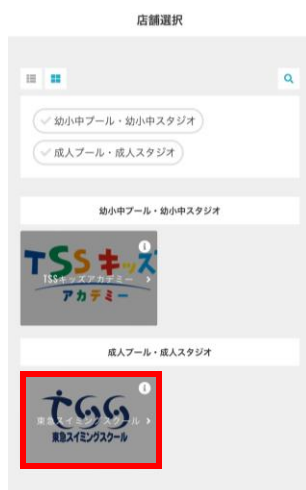 店舗選択
幼小中プール・幼小中スタジオ
成人プール・成人スタジオ
幼小中プール・幼小中スタジオ
TSSキッズ
アカデミー
TSSキッズアカデミー
成人プール・成人スタジオ
tss
東急スイミングスクール
東急スイミングスクール